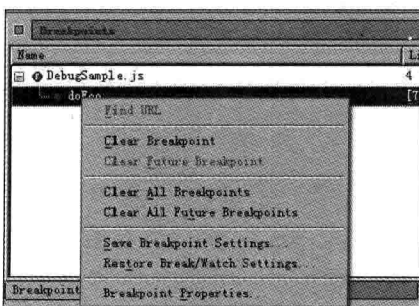 Breakpoints
Name
DebugSample.js 4
doFoo [T
Find URL
Clear Breakpoint
Clear Future Breakpoint
Clear All Breakpoints
Clear All Future Breakpoints
Save Breakpoint Settings...
Restore Break/Watch Settings...
Breakpoint
Breakpoint Properties...